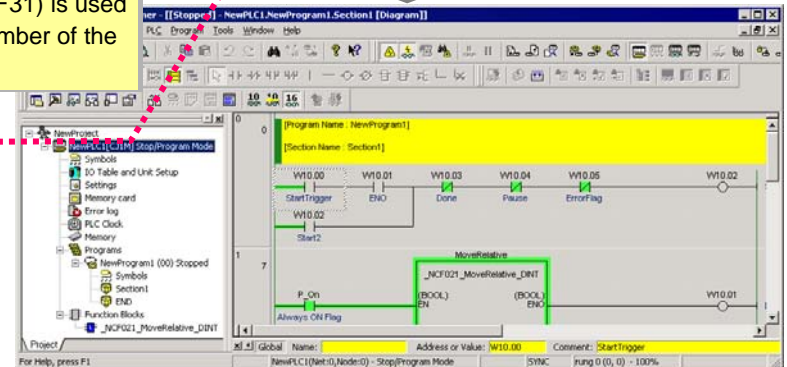 F31) is used
mber of the
ner - [[Stopped] - NewPLC1.NewProgram1.Section1 [Diagram]]
PLC Program Tools Window Help
10 10 16
NewProject
NewPLC1[CJ1M] Stop/Program Mode
Symbols
IO Table and Unit Setup
Settings
Memory card
Error log
PLC Clock
Memory
Programs
NewProgram1 (00) Stopped
Symbols
Section1
END
Function Blocks
_NCF021_MoveRelative_DINT
Project
0
0
[Program Name : NewProgram1]
[Section Name : Section1]
W10.00 W10.01 W10.03 W10.04 W10.05 W10.02
StartTrigger ENO Done Pause ErrorFlag
W10.02
Start2
1
7
MoveRelative
_NCF021_MoveRelative_DINT
P_On (BOOL) (BOOL) W10.01
EN ENO
Always ON Flag
Global Name: Address or Value: W10.00 Comment: StartTrigger
For Help, press F1 NewPLC1(Net:0,Node:0) - Stop/Program Mode SYNC rung 0 (0, 0) - 100%